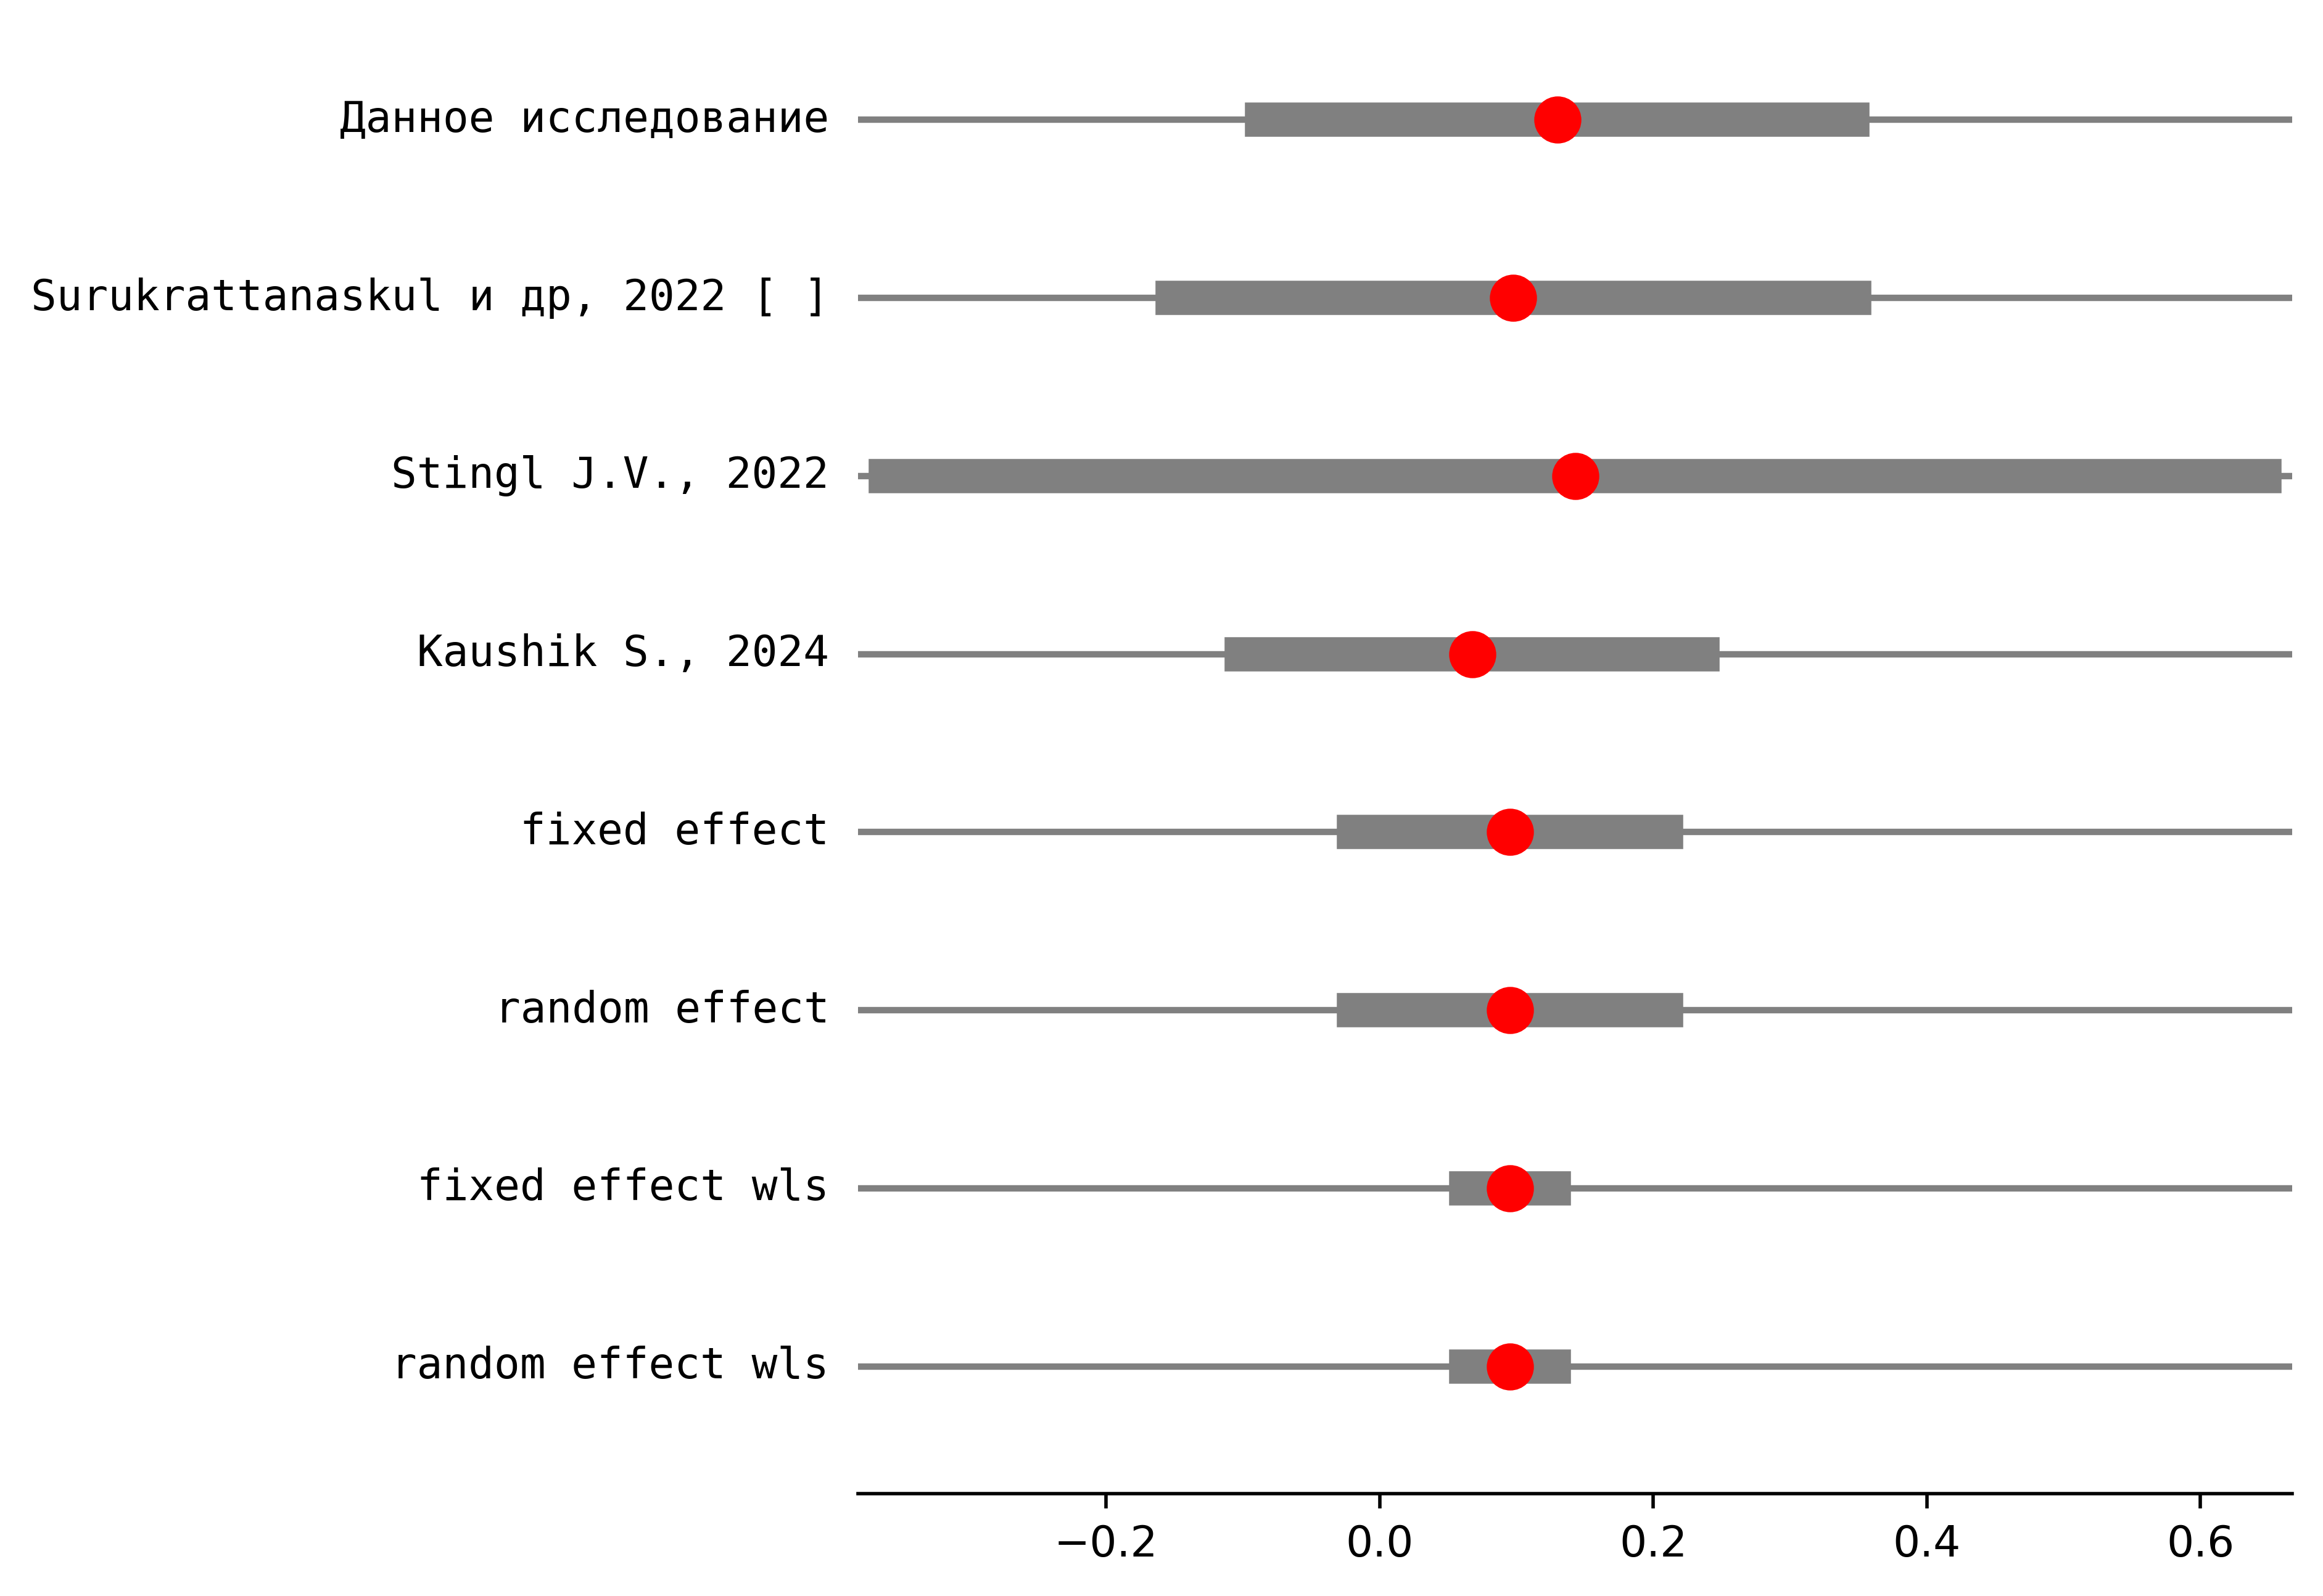 Данное исследование
Surukrattanaskul и др, 2022 [ ]
Stingl J.V., 2022
Kaushik S., 2024
fixed effect
random effect
fixed effect wls
random effect wls
−0.2 0.0 0.2 0.4 0.6